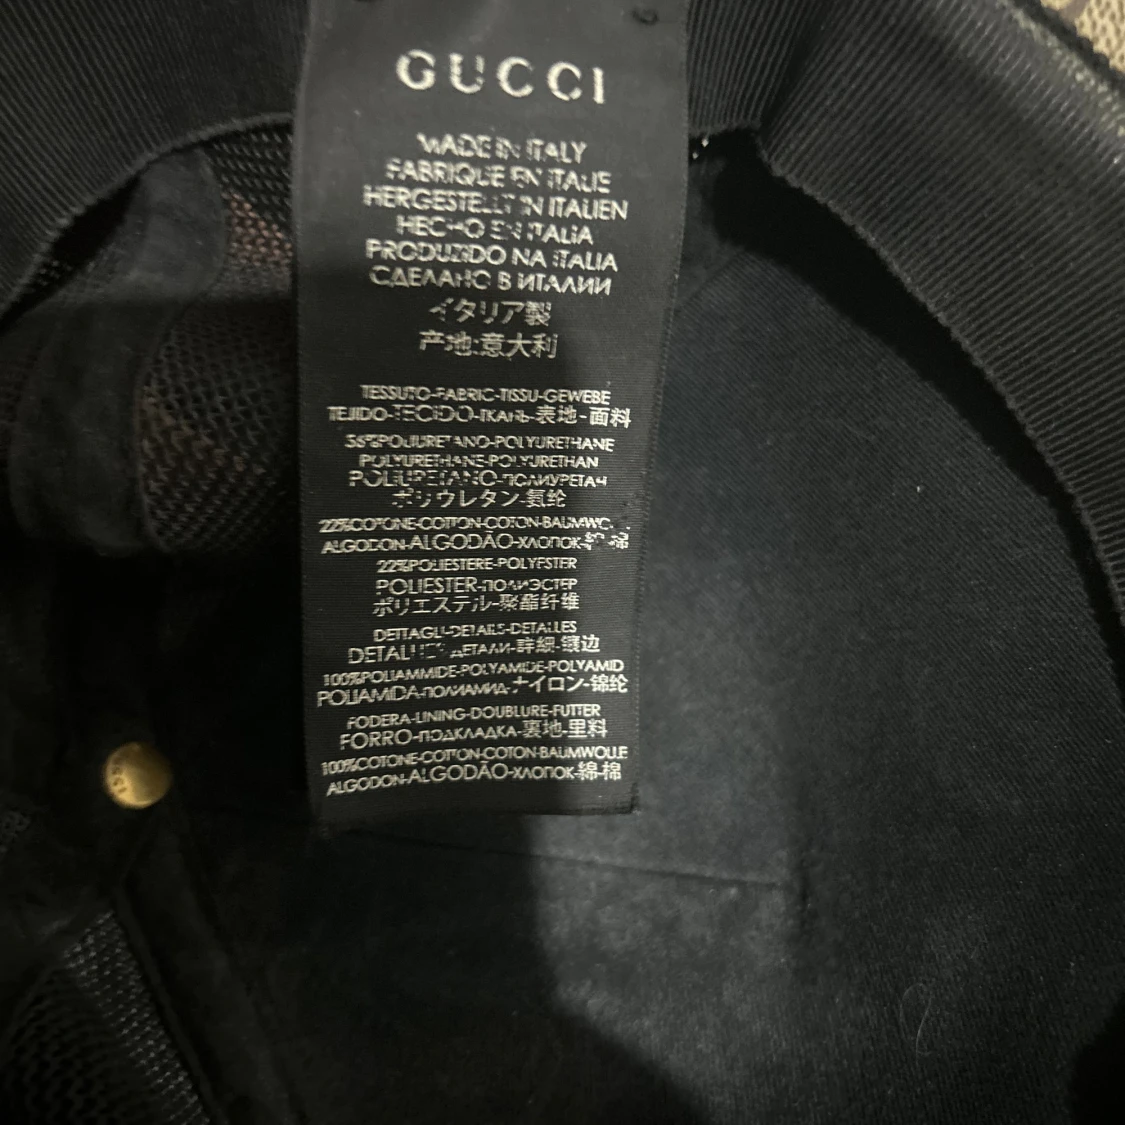 GUCCI
MADE IN ITALY
FABRIQUE EN ITALIE
HERGESTELLT IN ITALIEN
HECHO EN ITALIA
PRODUZIDO NA ITALIA
СДЕЛАНО В ИТАЛИИ
イタリア製
产地:意大利
TESSUTO-FABRIC-TISSU-GEWEBE
TEJIDO-TECIDO-ТКАНЬ-表地-面料
56%POLIURETANO-POLYURETHANE
POLYURETHANE-POLYURETHAN
POLIURETANO-ПОЛИУРЕТАН
ポリウレタン-氨纶
22%COTONE-COTTON-COTON-BAUMWOLLE
ALGODON-ALGODÃO-ХЛОПОК-綿-棉
22%POLIESTERE-POLYESTER
POLIESTER-ПОЛИЭСТЕР
ポリエステル-聚酯纤维
DETTAGLI-DETAILS-DETAILLES
DETALLES ДЕТАЛИ-詳細-镶边
100%POLIAMMIDE-POLYAMIDE-POLYAMID
POLIAMIDA-ПОЛИАМИД-ナイロン-锦纶
FODERA-LINING-DOUBLURE-FUTTER
FORRO-ПОДКЛАДКА-裏地-里料
100%COTONE-COTTON-COTON-BAUMWOLLE
ALGODON-ALGODÃO-ХЛОПОК-綿-棉